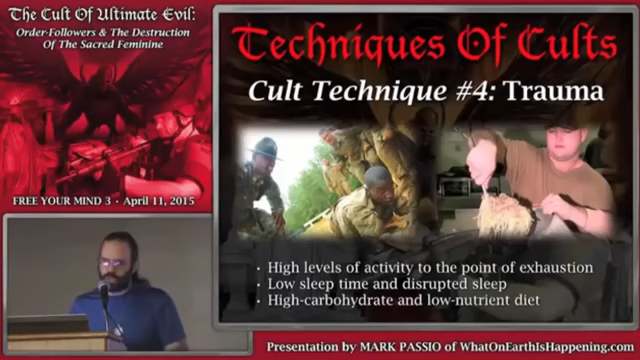 The Cult Of Ultimate Evil:
Order-Followers & The Destruction
Of The Sacred Feminine
FREE YOUR MIND 3 · April 11, 2015
Techniques Of Cults
Cult Technique #4: Trauma
· High levels of activity to the point of exhaustion
· Low sleep time and disrupted sleep
· High-carbohydrate and low-nutrient diet
Presentation by MARK PASSIO of WhatOnEarthIsHappening.com